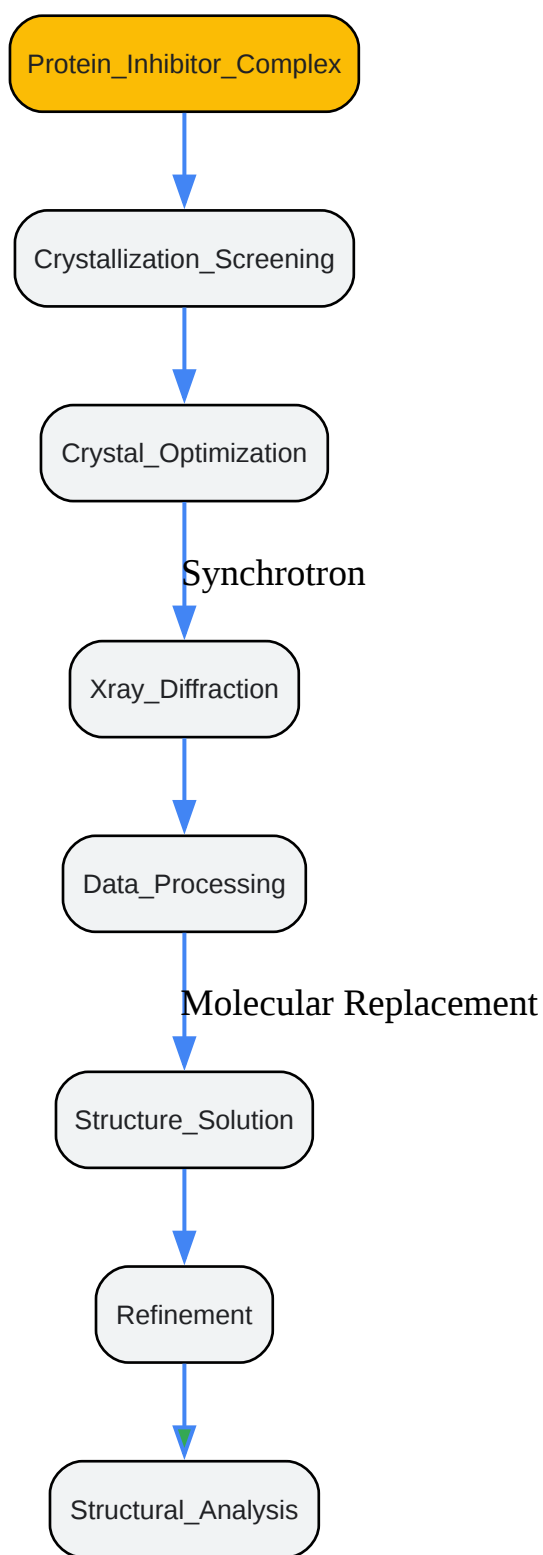 Protein_Inhibitor_Complex
Crystallization_Screening
Crystal_Optimization
Synchrotron
Xray_Diffraction
Data_Processing
Molecular Replacement
Structure_Solution
Refinement
Structural_Analysis